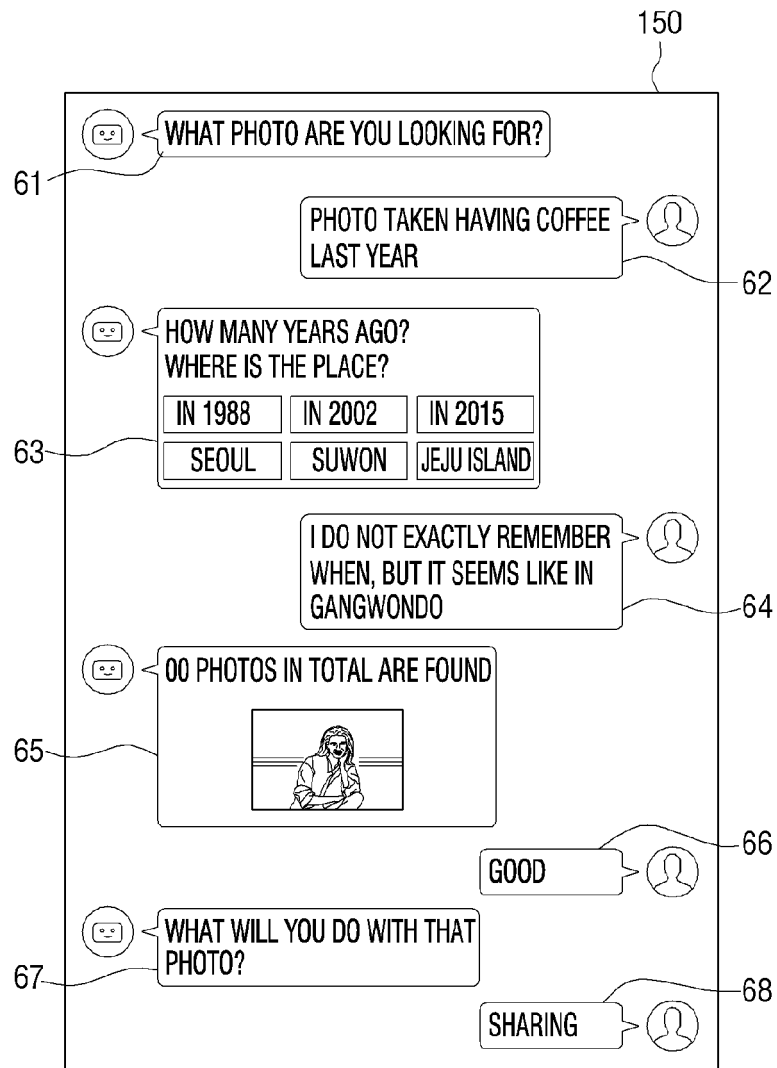 150
WHAT PHOTO ARE YOU LOOKING FOR?
61
PHOTO TAKEN HAVING COFFEE
LAST YEAR
62
HOW MANY YEARS AGO?
WHERE IS THE PLACE?
IN 1988 IN 2002 IN 2015
63
SEOUL SUWON JEJU ISLAND
I DO NOT EXACTLY REMEMBER
WHEN, BUT IT SEEMS LIKE IN
GANGWONDO
64
00 PHOTOS IN TOTAL ARE FOUND
65
66
GOOD
WHAT WILL YOU DO WITH THAT
PHOTO?
67
68
SHARING